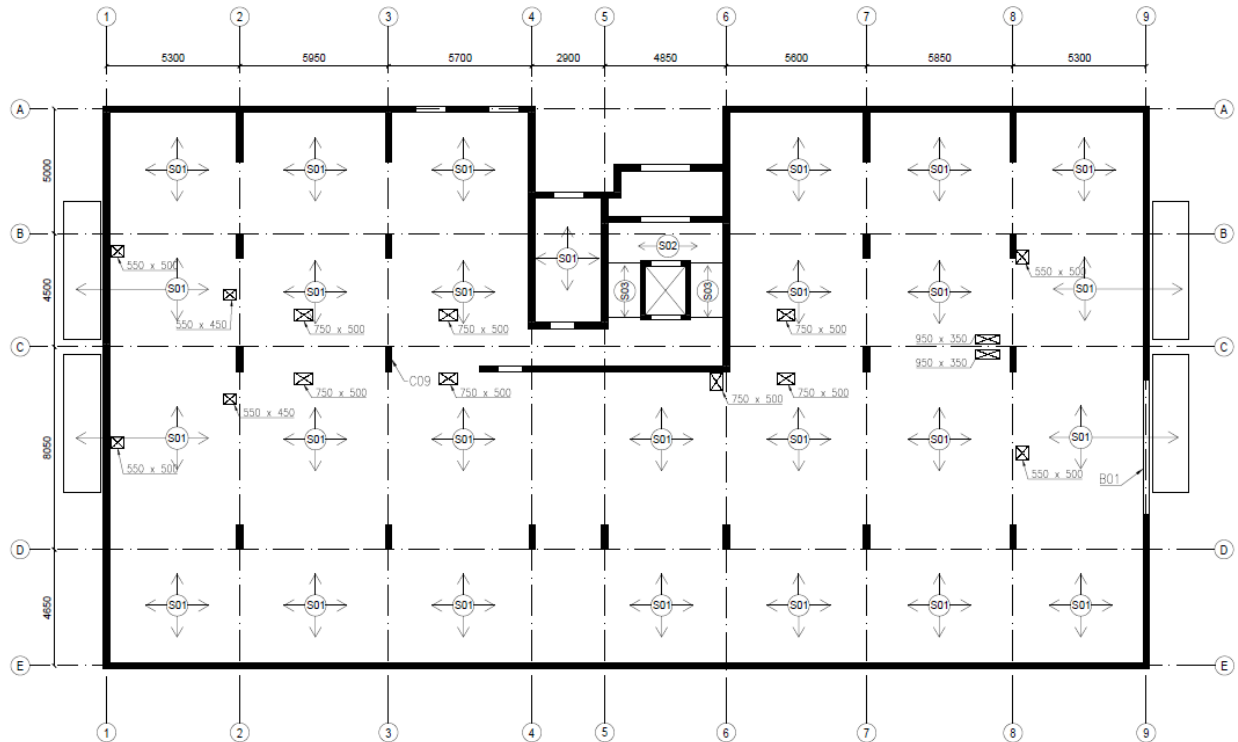 1 2 3 4 5 6 7 8 9
5300 5950 5700 2900 4850 5600 5850 5300
A A
5000
S01 S01 S01 S01 S01 S01
B B
S02
550 x 500 S01 550 x 500
4500
S01 S01 S01 S03 S03 S01 S01 S01
550 x 450 750 x 500 750 x 500 750 x 500
950 x 350
C C
950 x 350
C09
750 x 500 750 x 500 750 x 500 750 x 500
550 x 450
8050
S01 S01 S01 S01 S01 S01 S01
550 x 500 550 x 500
B01
D D
4650
S01 S01 S01 S01 S01 S01 S01
E E
1 2 3 4 5 6 7 8 9